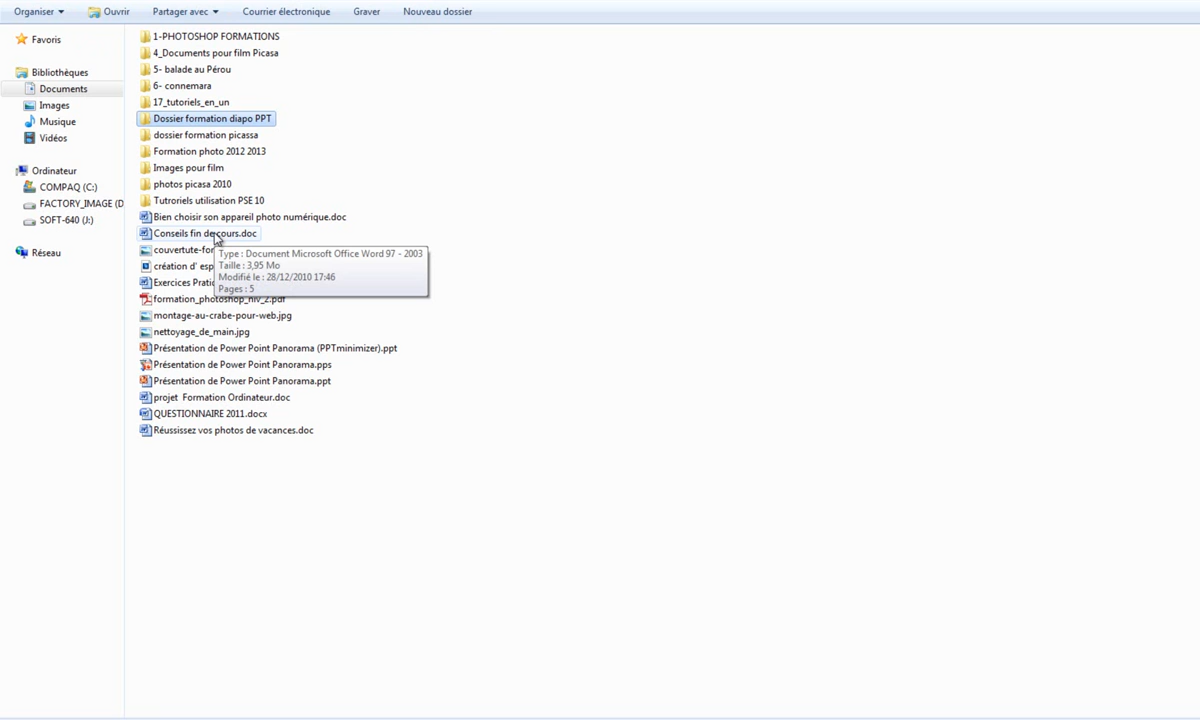 Organiser Ouvrir Partager avec Courrier électronique Graver Nouveau dossier
Favoris
Bibliothèques
Documents
Images
Musique
Vidéos
Ordinateur
COMPAQ (C:)
FACTORY_IMAGE (D
SOFT-640 (J:)
Réseau
1-PHOTOSHOP FORMATIONS
4_Documents pour film Picasa
5- balade au Pérou
6- connemara
17_tutoriels_en_un
Dossier formation diapo PPT
dossier formation picassa
Formation photo 2012 2013
Images pour film
photos picasa 2010
Tutroriels utilisation PSE 10
Bien choisir son appareil photo numérique.doc
Conseils fin de cours.doc
couvertute-for
création d' esp
Exercices Prati
formation_photoshop_niv_2.pdf
montage-au-crabe-pour-web.jpg
nettoyage_de_main.jpg
Présentation de Power Point Panorama (PPTminimizer).ppt
Présentation de Power Point Panorama.pps
Présentation de Power Point Panorama.ppt
projet Formation Ordinateur.doc
QUESTIONNAIRE 2011.docx
Réussissez vos photos de vacances.doc
Type : Document Microsoft Office Word 97 - 2003
Taille : 3,95 Mo
Modifié le : 28/12/2010 17:46
Pages : 5